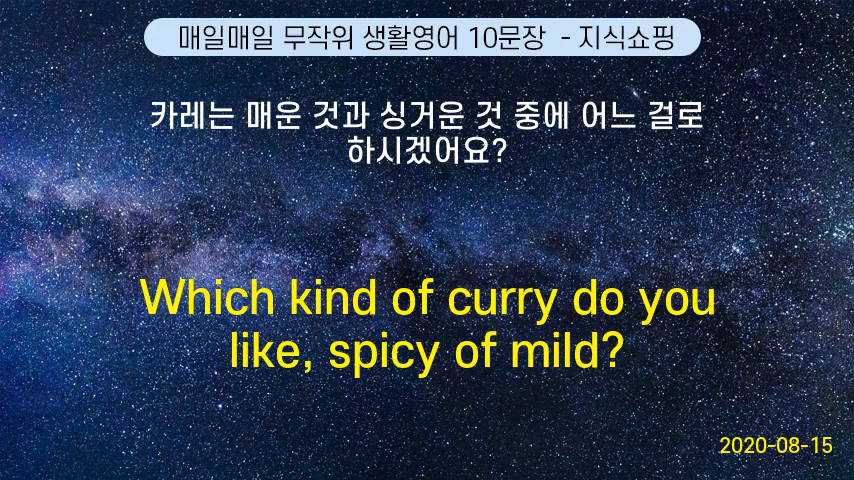 매일매일 무작위 생활영어 10문장 - 지식쇼핑
카레는 매운 것과 싱거운 것 중에 어느 걸로
하시겠어요?
Which kind of curry do you
like, spicy of mild?
2020-08-15